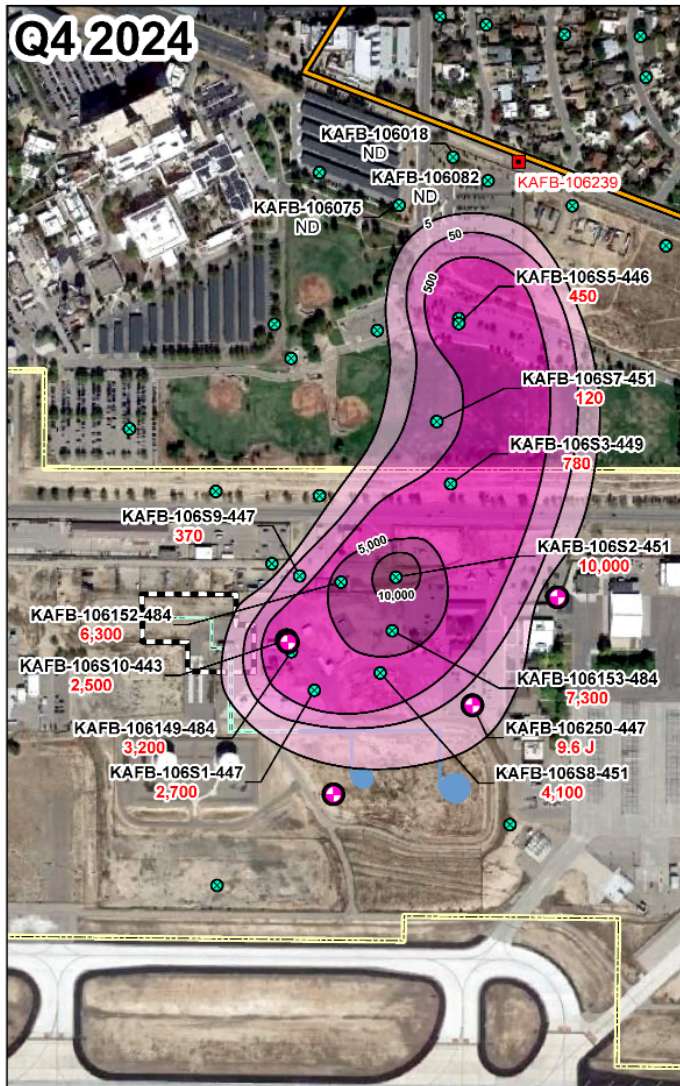 Q4 2024
KAFB-106018
ND
KAFB-106082
ND
KAFB-106239
KAFB-106075
ND
5
50
500
KAFB-106S5-446
450
KAFB-106S7-451
120
KAFB-106S3-449
780
KAFB-106S9-447
370
5,000
KAFB-106S2-451
10,000
10,000
KAFB-106152-484
6,300
KAFB-106S10-443
2,500
KAFB-106153-484
7,300
KAFB-106149-484
3,200
KAFB-106250-447
9.6 J
KAFB-106S1-447
2,700
KAFB-106S8-451
4,100